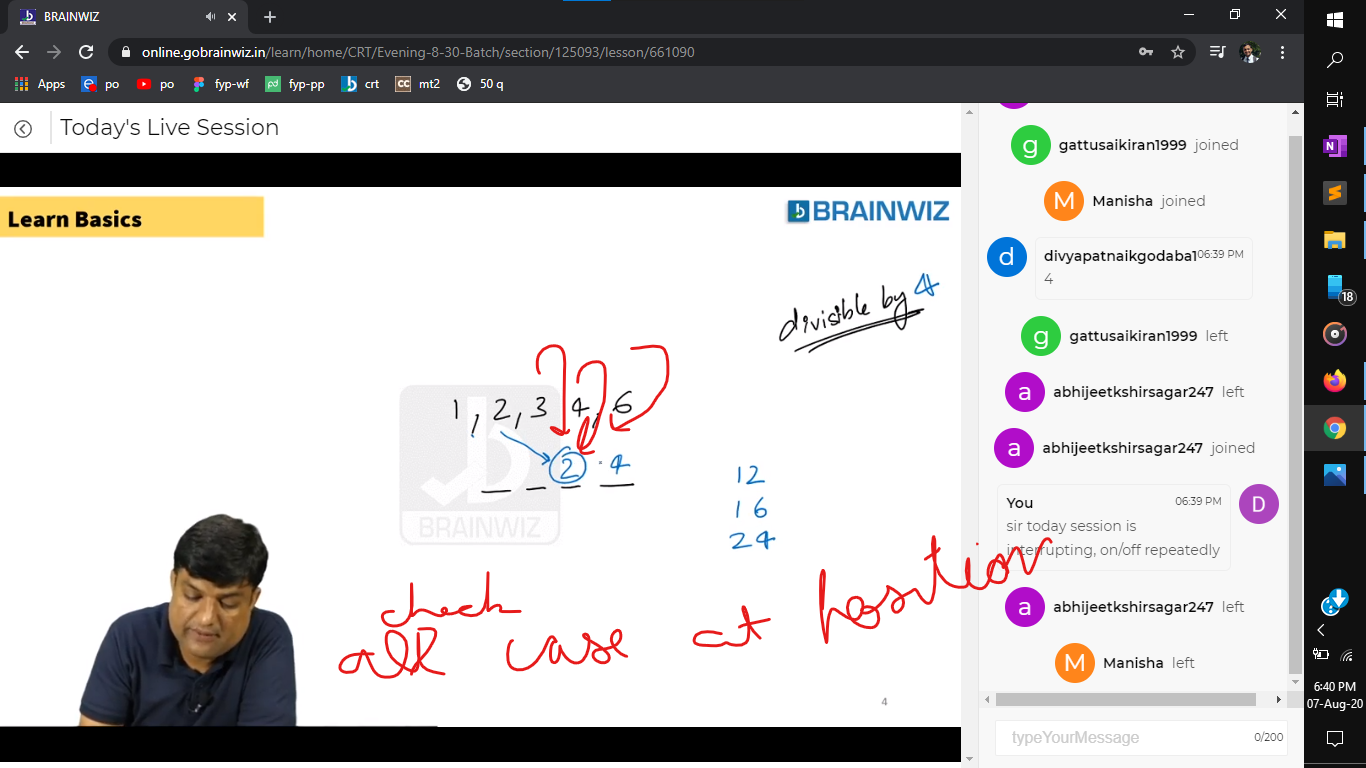 BRAINWIZ
online.gobrainwiz.in/learn/home/CRT/Evening-8-30-Batch/section/125093/lesson/661090
Apps po po fyp-wf fyp-pp crt mt2 50 q
Today's Live Session
Learn Basics
BRAINWIZ
divisible by 4
1, 2, 3 4, 6
2 4
12
16
24
BRAINWIZ
check
all case at position
4
g gattusaikiran1999 joined
M Manisha joined
d divyapatnaikgodaba1 06:39 PM
4
g gattusaikiran1999 left
a abhijeetkshirsagar247 left
a abhijeetkshirsagar247 joined
You 06:39 PM D
sir today session is
interrupting, on/off repeatedly
a abhijeetkshirsagar247 left
M Manisha left
typeYourMessage 0/200
N
18
6:40 PM
07-Aug-20